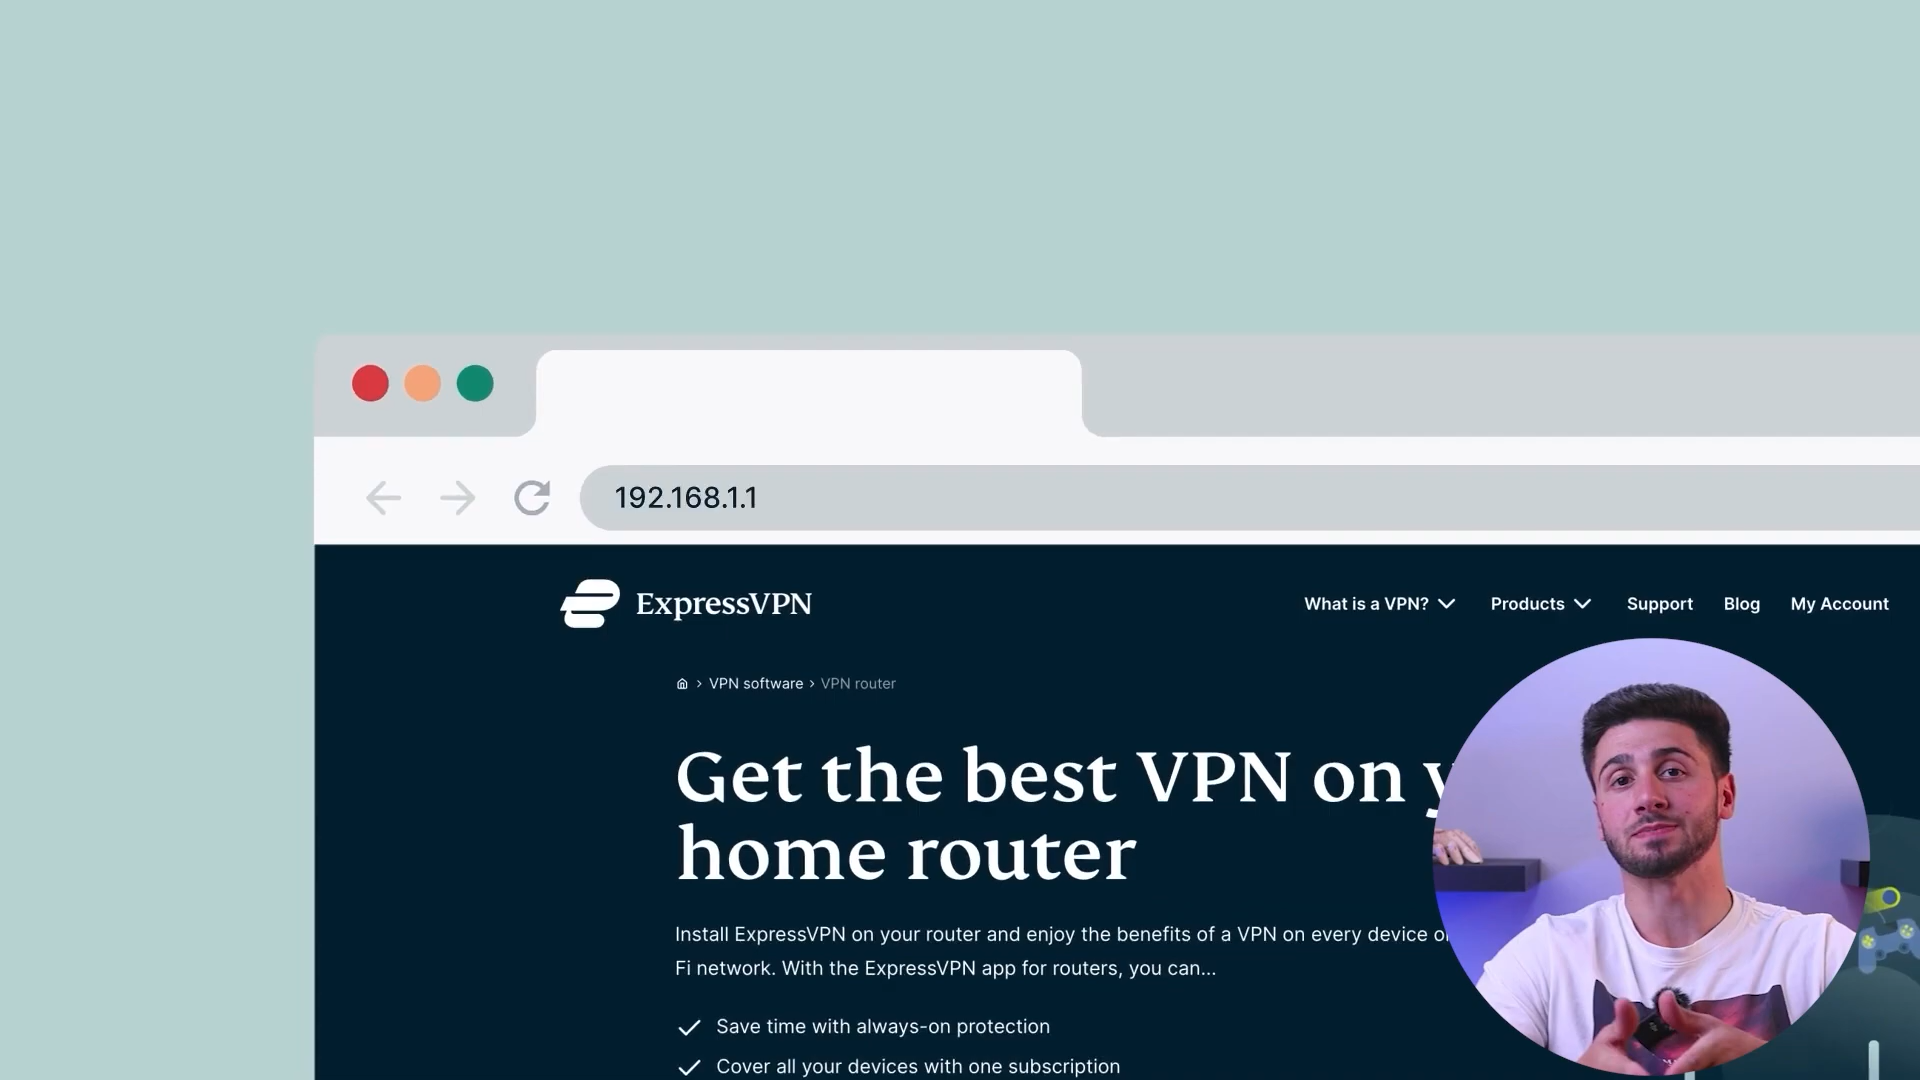 192.168.1.1
ExpressVPN
What is a VPN? Products Support Blog My Account
VPN software > VPN router
Get the best VPN on y
home router
Install ExpressVPN on your router and enjoy the benefits of a VPN on every device o
Fi network. With the ExpressVPN app for routers, you can...
Save time with always-on protection
Cover all your devices with one subscription